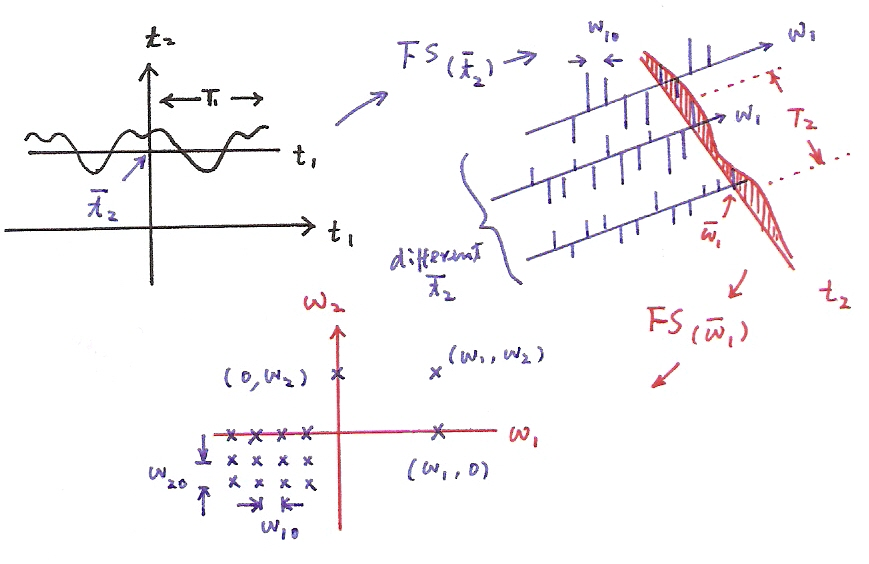 t₂
T₁
t₁
t̄₂
t₁
FS(t̄₂)
W₁₀
W₁
W₁
T₂
different
t̄₂
w̄₁
t₂
FS(w̄₁)
W₂
(0, W₂)
(W₁, W₂)
W₁
(W₁, 0)
W₂₀
W₁₀